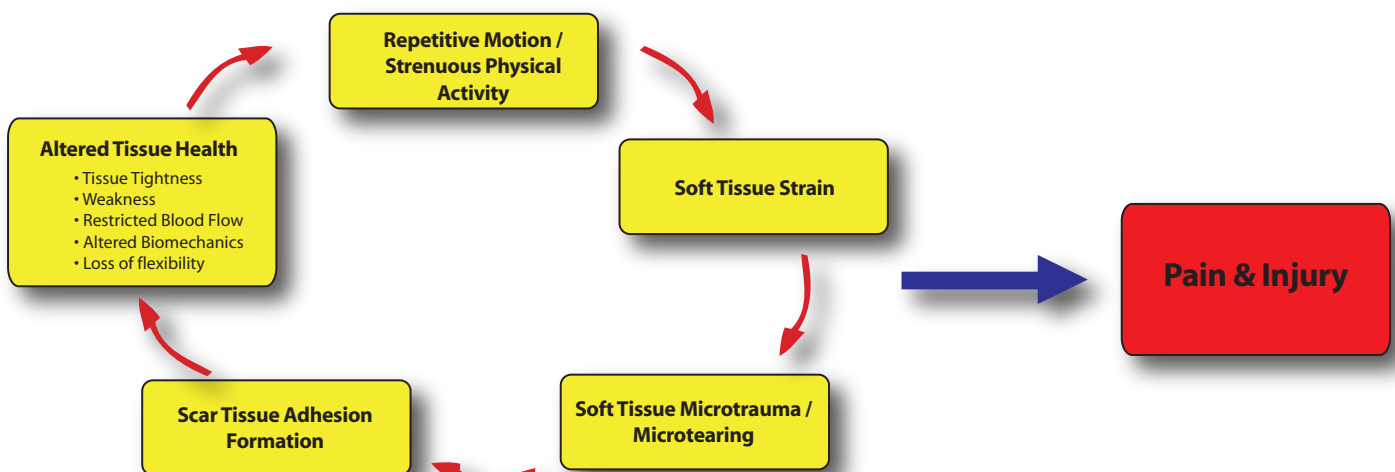 Repetitive Motion /
Strenuous Physical
Activity
Altered Tissue Health
• Tissue Tightness
• Weakness
• Restricted Blood Flow
• Altered Biomechanics
• Loss of flexibility
Soft Tissue Strain
Pain & Injury
Scar Tissue Adhesion
Formation
Soft Tissue Microtrauma /
Microtearing